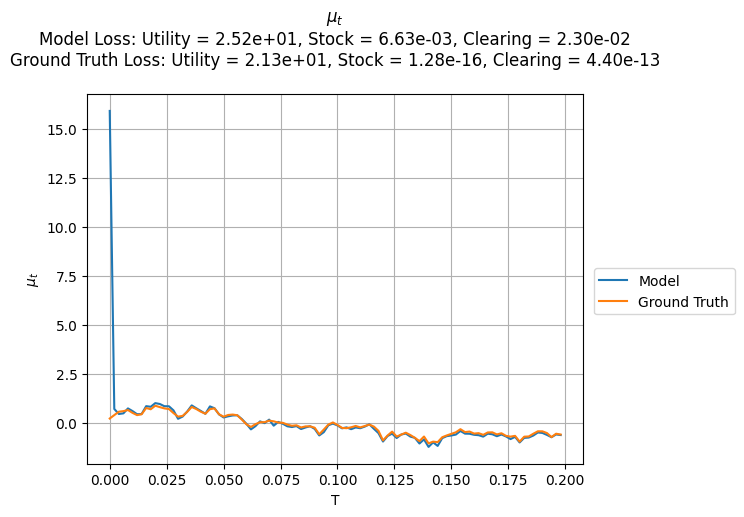 μ_t
Model Loss: Utility = 2.52e+01, Stock = 6.63e-03, Clearing = 2.30e-02
Ground Truth Loss: Utility = 2.13e+01, Stock = 1.28e-16, Clearing = 4.40e-13
15.0
12.5
10.0
7.5
5.0
2.5
0.0
μ_t
0.000 0.025 0.050 0.075 0.100 0.125 0.150 0.175 0.200
T
Model
Ground Truth